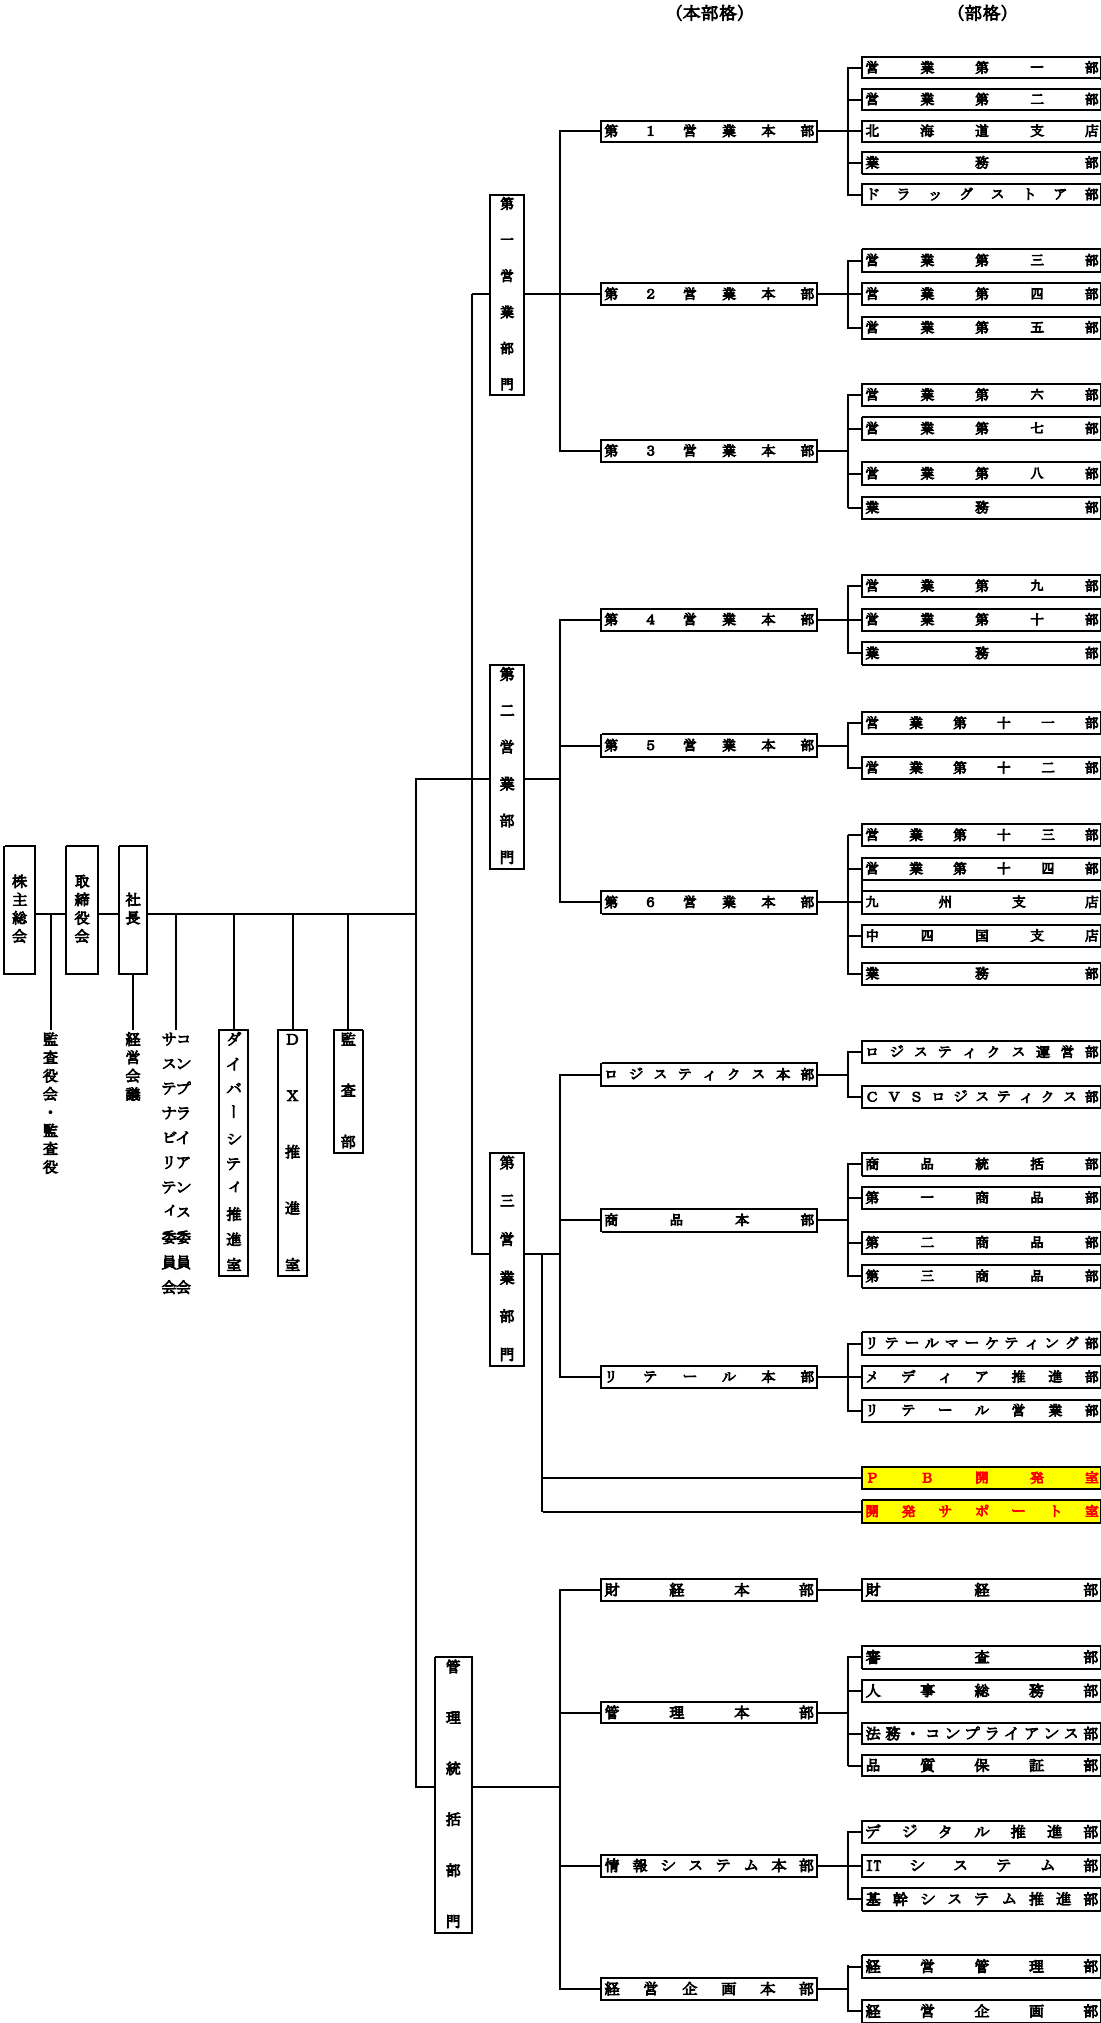 (本部格)
(部格)
営業第一部
営業第二部
第1営業本部
北海道支店
業務部
ドラッグストア部
第一営業部門
営業第三部
第2営業本部
営業第四部
営業第五部
営業第六部
営業第七部
第3営業本部
営業第八部
業務部
営業第九部
第4営業本部
営業第十部
業務部
第二営業部門
営業第十一部
第5営業本部
営業第十二部
営業第十三部
営業第十四部
第6営業本部
九州支店
中四国支店
業務部
株主総会
取締役会
社長
監査役会・監査役
経営会議
コンプライアンス委員会
サステナビリティ委員会
ダイバーシティ推進室
DX推進室
監査部
ロジスティクス運営部
ロジスティクス本部
CVSロジスティクス部
第三営業部門
商品統括部
第一商品部
商品本部
第二商品部
第三商品部
リテールマーケティング部
リテール本部
メディア推進部
リテール営業部
PB開発室
開発サポート室
財経本部
財経部
管理統括部門
審査部
人事総務部
管理本部
法務・コンプライアンス部
品質保証部
デジタル推進部
情報システム本部
ITシステム部
基幹システム推進部
経営管理部
経営企画本部
経営企画部